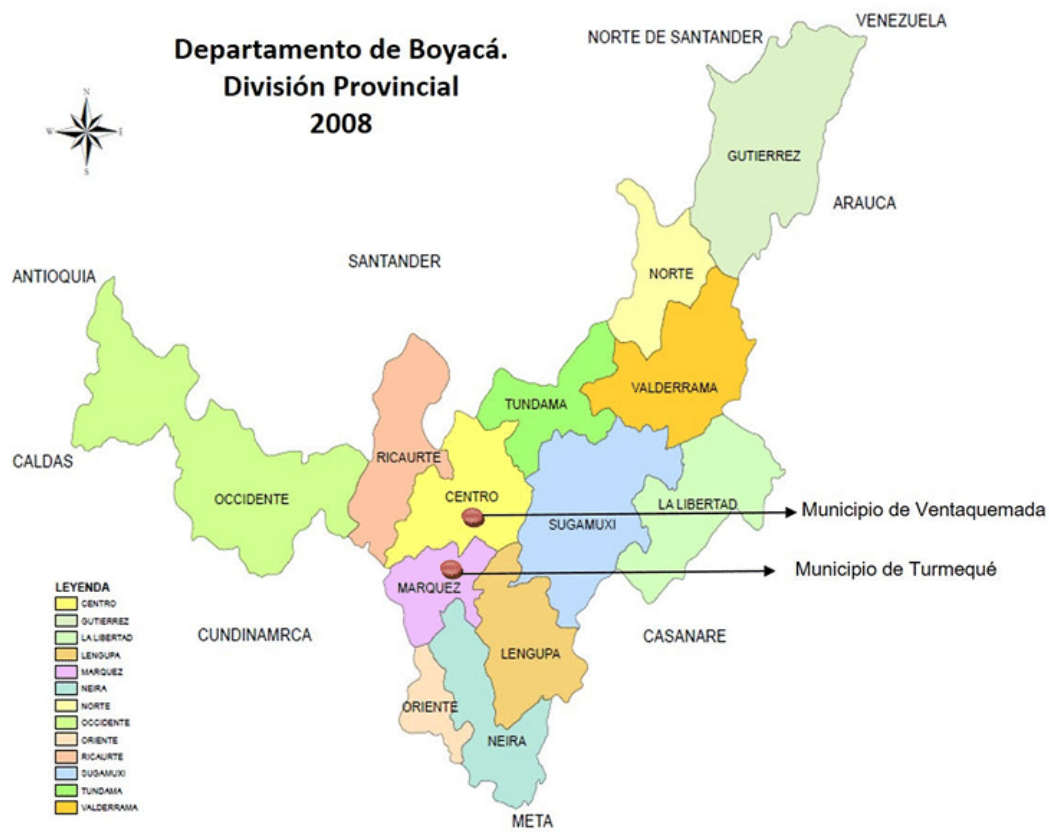 Departamento de Boyacá.
División Provincial
2008
VENEZUELA
NORTE DE SANTANDER
N
W
E
S
GUTIERREZ
ARAUCA
SANTANDER
ANTIOQUIA
NORTE
VALDERRAMA
TUNDAMA
CALDAS
RICAURTE
OCCIDENTE
CENTRO
LA LIBERTAD
Municipio de Ventaquemada
SUGAMUXI
Municipio de Turmequé
MARQUEZ
LEYENDA
CENTRO
GUTIERREZ
LA LIBERTAD
LENGUPA
MARQUEZ
NEIRA
NORTE
OCCIDENTE
ORIENTE
RICAURTE
SUGAMUXI
TUNDAMA
VALDERRAMA
CUNDINAMRCA
CASANARE
LENGUPA
ORIENTE
NEIRA
META